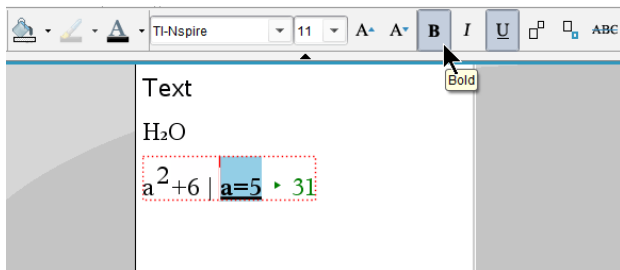 TI-Nspire 11 A A B I U ABC
Bold
Text
H₂O
a²+6 | a=5 ▸ 31